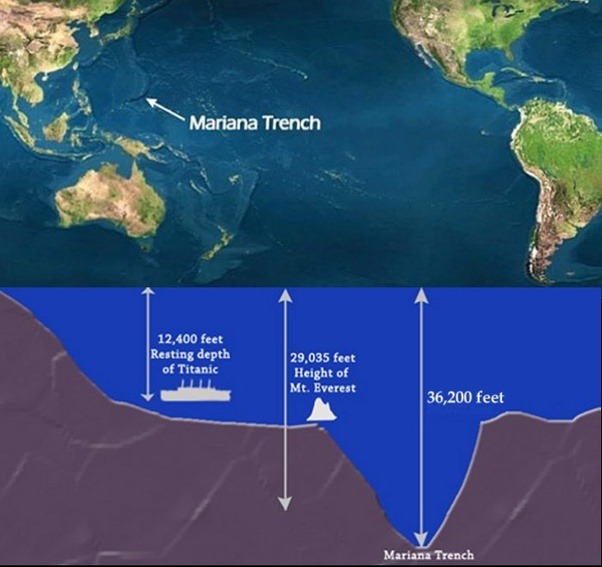 Mariana Trench
12,400 feet
Resting depth
of Titanic
29,035 feet
Height of
Mt. Everest
36,200 feet
Mariana Trench